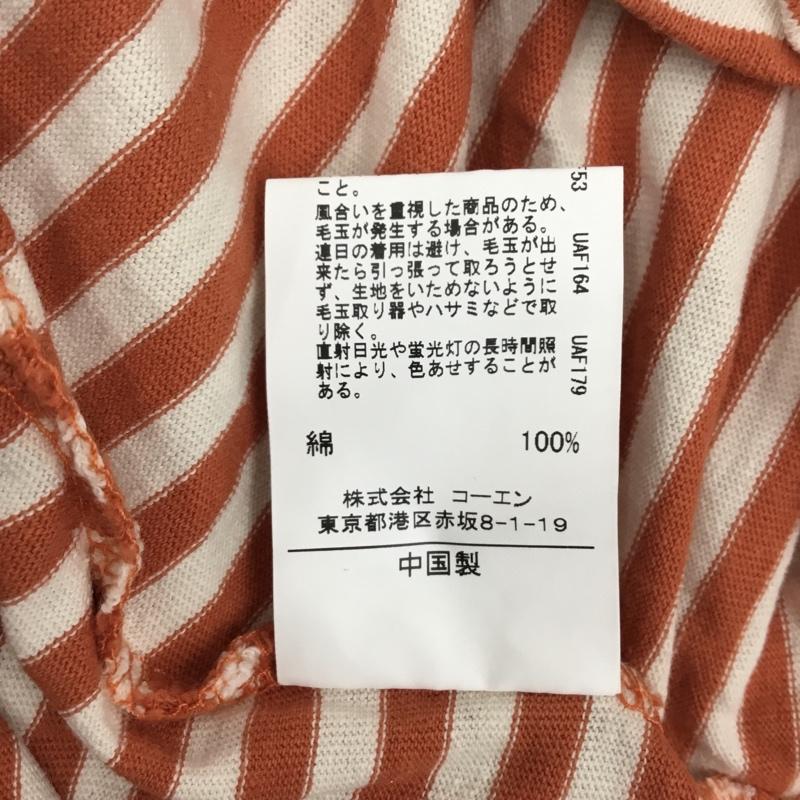 こと。
風合いを重視した商品のため、
毛玉が発生する場合がある。
連日の着用は避け、毛玉が出
来たら引っ張って取ろうとせ
ず、生地をいためないように
毛玉取り器やハサミなどで取
り除く。
直射日光や蛍光灯の長時間照
射により、色あせすることが
ある。
53 UAF164 UAF179
綿 100%
株式会社 コーエン
東京都港区赤坂8-1-19
中国製